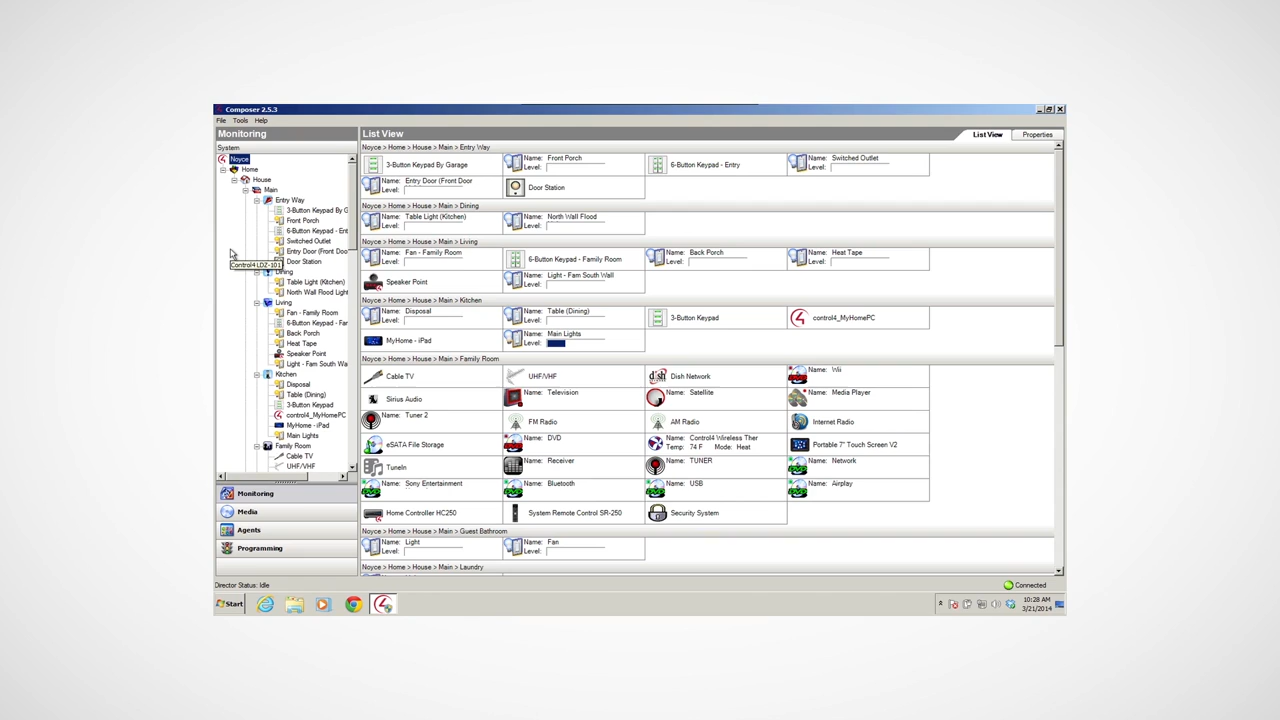 Composer 2.5.3
File Tools Help
Monitoring
System
Noyce
Home
House
Main
Entry Way
3-Button Keypad By G
Front Porch
6-Button Keypad - Ent
Switched Outlet
Entry Door (Front Doo
Control4 LDZ-101
Door Station
Dining
Table Light (Kitchen)
North Wall Flood Light
Living
Fan - Family Room
6-Button Keypad - Far
Back Porch
Heat Tape
Speaker Point
Light - Fam South Wa
Kitchen
Disposal
Table (Dining)
3-Button Keypad
control4_MyHomePC
MyHome - iPad
Main Lights
Family Room
Cable TV
UHF/VHF
Monitoring
Media
Agents
Programming
List View
List View Properties
Noyce > Home > House > Main > Entry Way
3-Button Keypad By Garage
Name: Front Porch
Level:
6-Button Keypad - Entry
Name: Switched Outlet
Level:
Name: Entry Door (Front Door
Level:
Door Station
Noyce > Home > House > Main > Dining
Name: Table Light (Kitchen)
Level:
Name: North Wall Flood
Level:
Noyce > Home > House > Main > Living
Name: Fan - Family Room
Level:
6-Button Keypad - Family Room
Name: Back Porch
Level:
Name: Heat Tape
Level:
Speaker Point
Name: Light - Fam South Wall
Level:
Noyce > Home > House > Main > Kitchen
Name: Disposal
Level:
Name: Table (Dining)
Level:
3-Button Keypad
control4_MyHomePC
MyHome - iPad
Name: Main Lights
Level:
Noyce > Home > House > Main > Family Room
Cable TV
UHF/VHF
dish Dish Network
Name: Wii
Sirius Audio
Name: Television
Name: Satellite
Name: Media Player
Name: Tuner 2
FM Radio
AM Radio
Internet Radio
eSATA File Storage
Name: DVD
Name: Control4 Wireless Ther
Temp: 74 F Mode: Heat
Portable 7" Touch Screen V2
TuneIn
Name: Receiver
Name: TUNER
Name: Network
Name: Sony Entertainment
Name: Bluetooth
Name: USB
Name: Airplay
Home Controller HC250
System Remote Control SR-250
Security System
Noyce > Home > House > Main > Guest Bathroom
Name: Light
Level:
Name: Fan
Level:
Noyce > Home > House > Main > Laundry
Director Status: Idle
Connected
Start
10:28 AM
3/21/2014